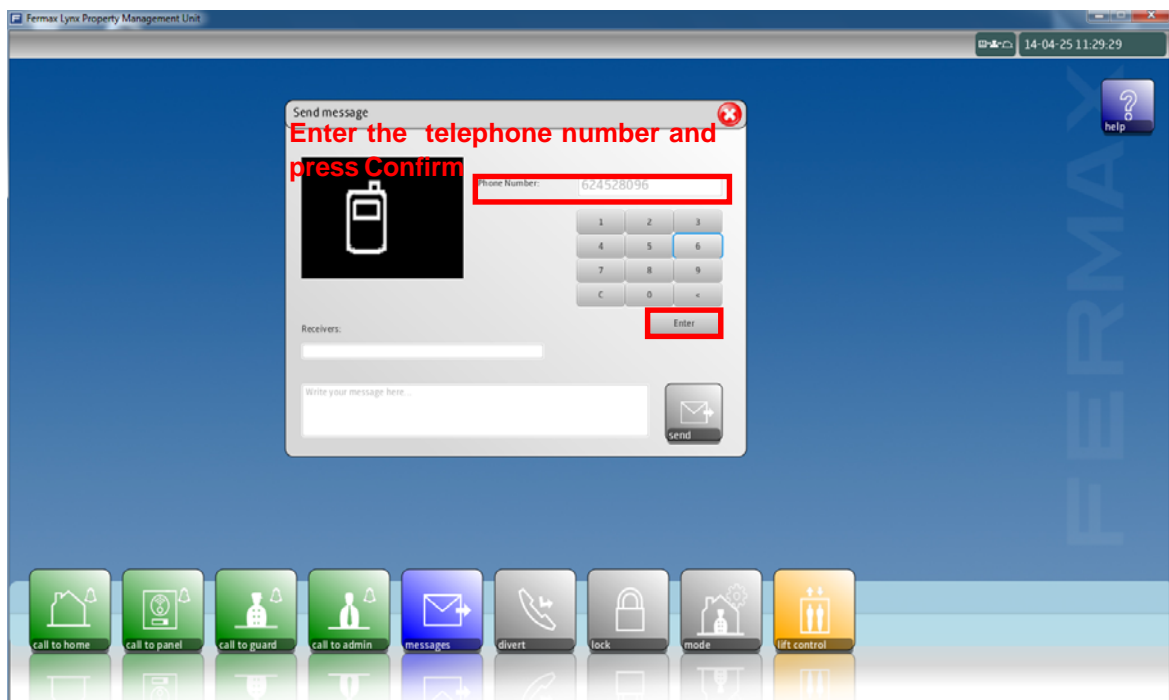 Fermax Lynx Property Management Unit
14-04-25 11:29:29
help
Send message
Enter the telephone number and
press Confirm
Phone Number: 624528096
1 2 3
4 5 6
7 8 9
C 0 <
Enter
Receivers:
Write your message here...
send
FERMAX
call to home call to panel call to guard call to admin messages divert lock mode lift control